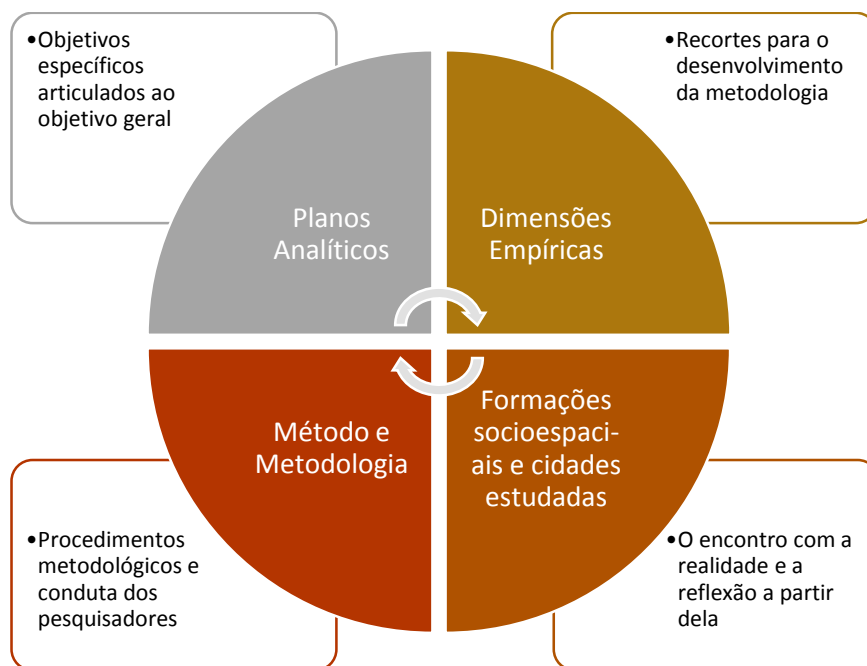 •Objetivos
específicos
articulados ao
objetivo geral
•Recortes para o
desenvolvimento
da metodologia
Planos
Analíticos
Dimensões
Empíricas
Método e
Metodologia
Formações
socioespaci-
ais e cidades
estudadas
•Procedimentos
metodológicos e
conduta dos
pesquisadores
•O encontro com a
realidade e a
reflexão a partir
dela